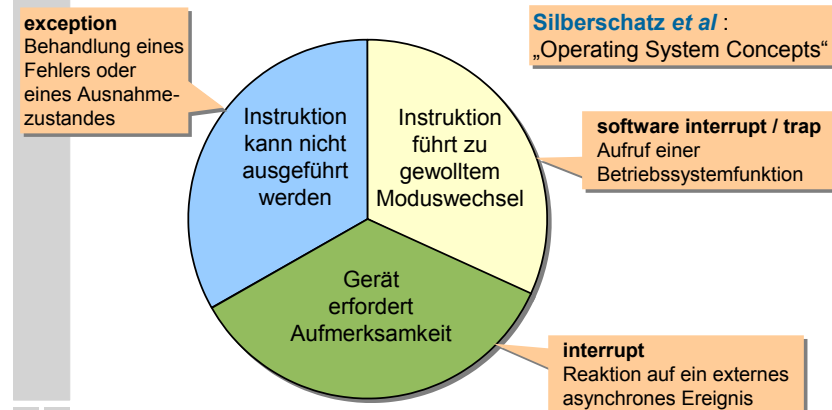 exception
Behandlung eines
Fehlers oder
eines Ausnahme-
zustandes
Silberschatz et al :
„Operating System Concepts“
Instruktion
kann nicht
ausgeführt
werden
Instruktion
führt zu
gewolltem
Moduswechsel
software interrupt / trap
Aufruf einer
Betriebssystemfunktion
Gerät
erfordert
Aufmerksamkeit
interrupt
Reaktion auf ein externes
asynchrones Ereignis